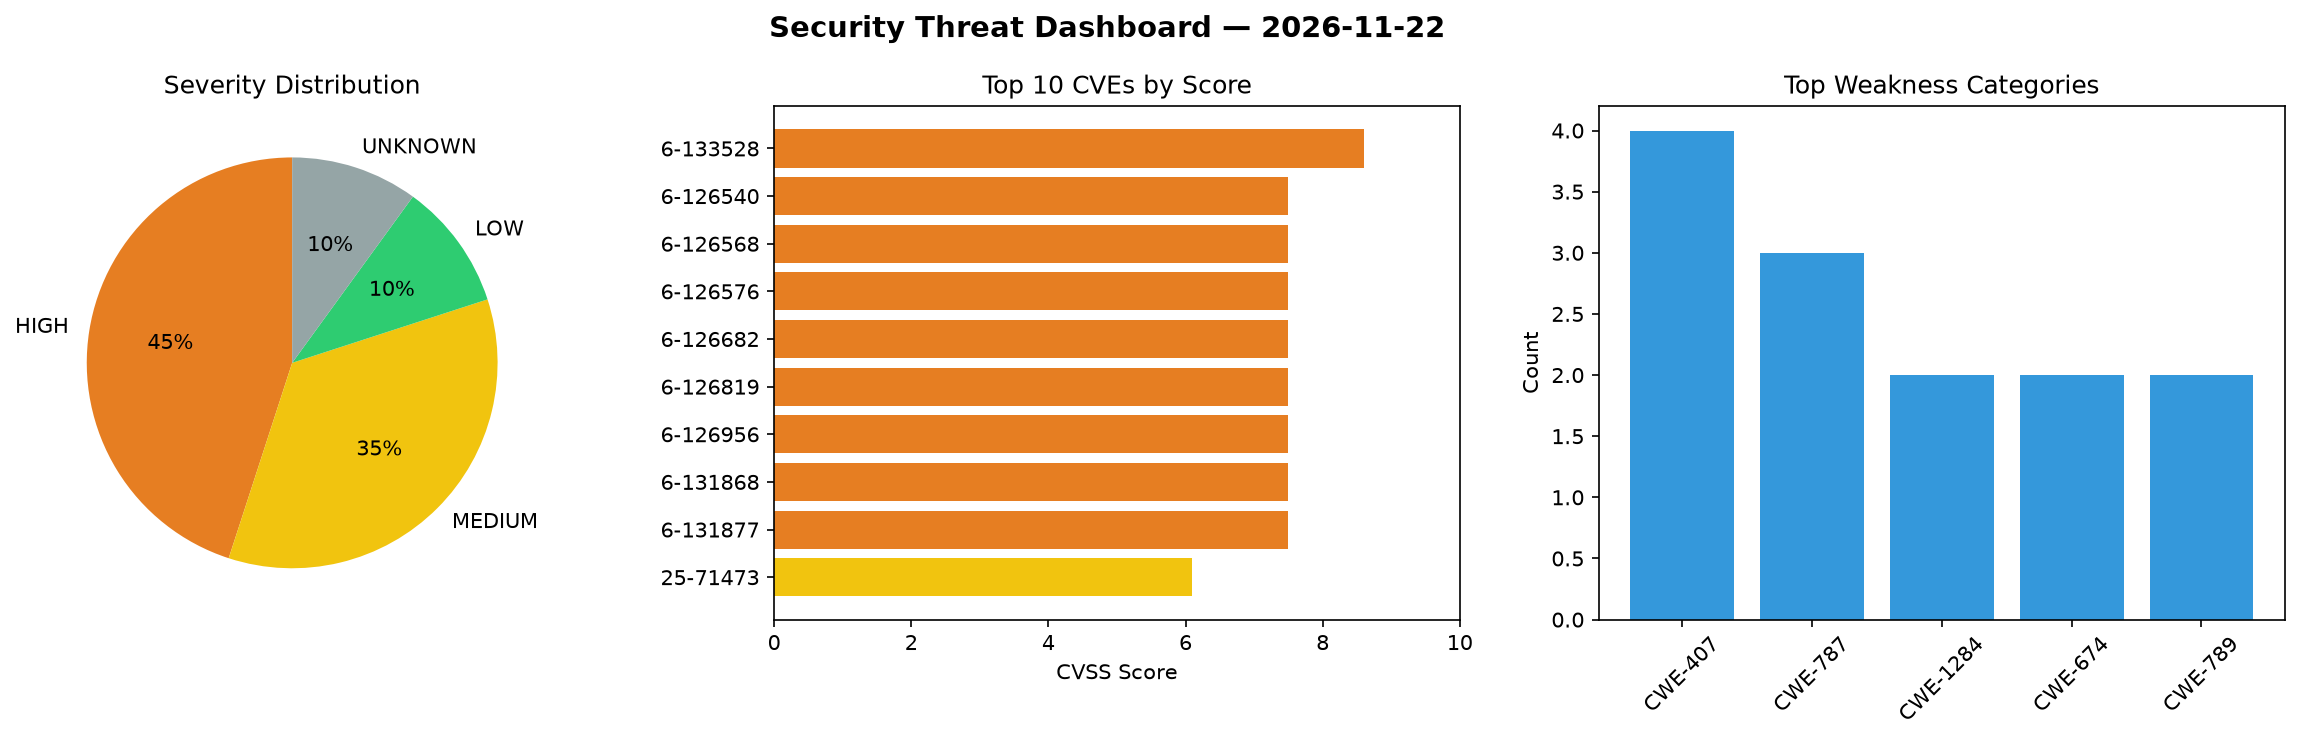 Security Threat Dashboard — 2026-11-22
Severity Distribution
UNKNOWN
LOW
HIGH
MEDIUM
10%
10%
45%
35%
Top 10 CVEs by Score
6-133528
6-126540
6-126568
6-126576
6-126682
6-126819
6-126956
6-131868
6-131877
25-71473
0 2 4 6 8 10
CVSS Score
Top Weakness Categories
Count
4.0
3.5
3.0
2.5
2.0
1.5
1.0
0.5
0.0
CWE-407
CWE-787
CWE-1284
CWE-674
CWE-789